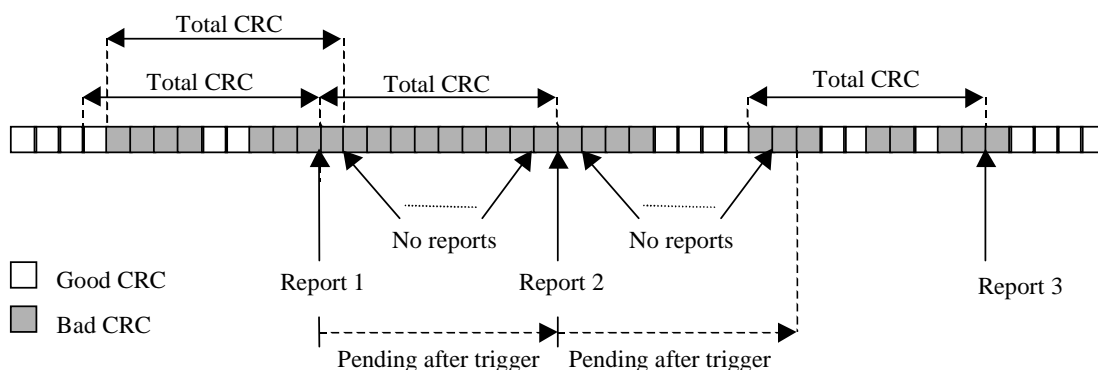 Total CRC
Total CRC
Total CRC
Total CRC
No reports
No reports
Good CRC
Report 1
Report 2
Report 3
Bad CRC
Pending after trigger
Pending after trigger